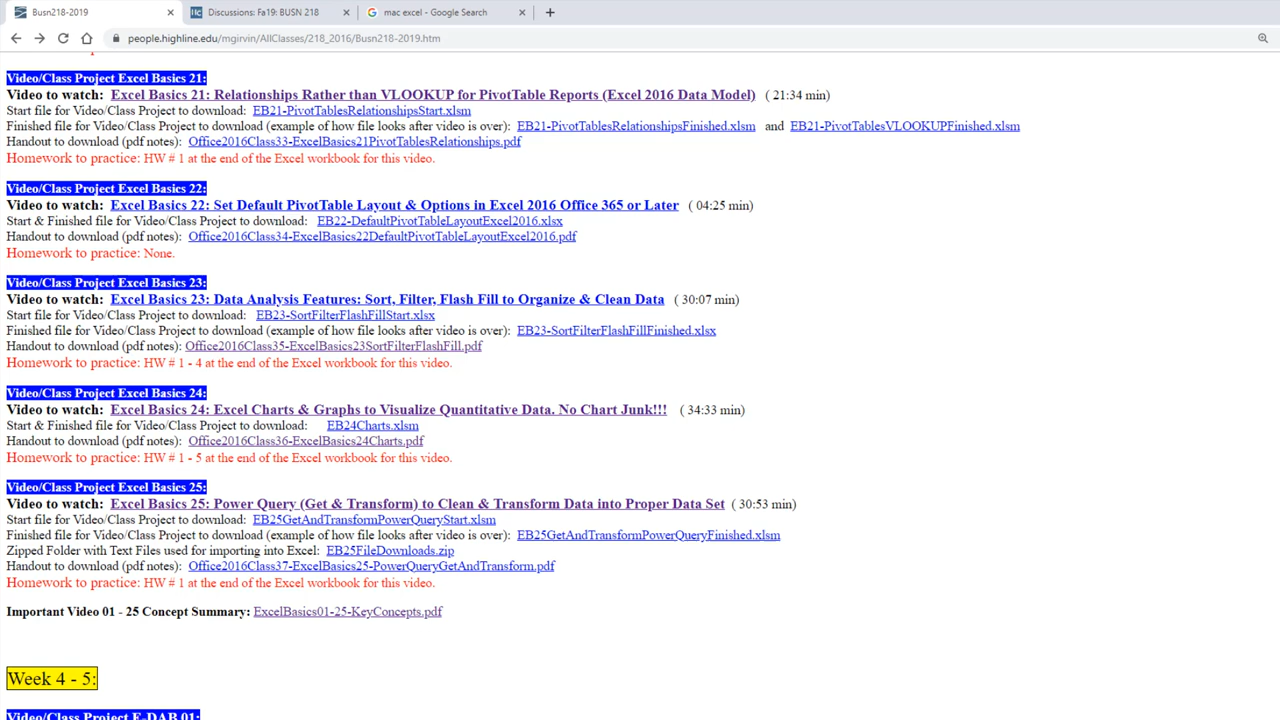 Busn218-2019
Discussions: Fa19: BUSN 218
mac excel - Google Search
people.highline.edu/mgirvin/AllClasses/218_2016/Busn218-2019.htm
Video/Class Project Excel Basics 21:
Video to watch: Excel Basics 21: Relationships Rather than VLOOKUP for PivotTable Reports (Excel 2016 Data Model) ( 21:34 min)
Start file for Video/Class Project to download: EB21-PivotTablesRelationshipsStart.xlsm
Finished file for Video/Class Project to download (example of how file looks after video is over): EB21-PivotTablesRelationshipsFinished.xlsm and EB21-PivotTablesVLOOKUPFinished.xlsm
Handout to download (pdf notes): Office2016Class33-ExcelBasics21PivotTablesRelationships.pdf
Homework to practice: HW # 1 at the end of the Excel workbook for this video.
Video/Class Project Excel Basics 22:
Video to watch: Excel Basics 22: Set Default PivotTable Layout & Options in Excel 2016 Office 365 or Later ( 04:25 min)
Start & Finished file for Video/Class Project to download: EB22-DefaultPivotTableLayoutExcel2016.xlsx
Handout to download (pdf notes): Office2016Class34-ExcelBasics22DefaultPivotTableLayoutExcel2016.pdf
Homework to practice: None.
Video/Class Project Excel Basics 23:
Video to watch: Excel Basics 23: Data Analysis Features: Sort, Filter, Flash Fill to Organize & Clean Data ( 30:07 min)
Start file for Video/Class Project to download: EB23-SortFilterFlashFillStart.xlsx
Finished file for Video/Class Project to download (example of how file looks after video is over): EB23-SortFilterFlashFillFinished.xlsx
Handout to download (pdf notes): Office2016Class35-ExcelBasics23SortFilterFlashFill.pdf
Homework to practice: HW # 1 - 4 at the end of the Excel workbook for this video.
Video/Class Project Excel Basics 24:
Video to watch: Excel Basics 24: Excel Charts & Graphs to Visualize Quantitative Data. No Chart Junk!!! ( 34:33 min)
Start & Finished file for Video/Class Project to download: EB24Charts.xlsm
Handout to download (pdf notes): Office2016Class36-ExcelBasics24Charts.pdf
Homework to practice: HW # 1 - 5 at the end of the Excel workbook for this video.
Video/Class Project Excel Basics 25:
Video to watch: Excel Basics 25: Power Query (Get & Transform) to Clean & Transform Data into Proper Data Set ( 30:53 min)
Start file for Video/Class Project to download: EB25GetAndTransformPowerQueryStart.xlsm
Finished file for Video/Class Project to download (example of how file looks after video is over): EB25GetAndTransformPowerQueryFinished.xlsm
Zipped Folder with Text Files used for importing into Excel: EB25FileDownloads.zip
Handout to download (pdf notes): Office2016Class37-ExcelBasics25-PowerQueryGetAndTransform.pdf
Homework to practice: HW # 1 at the end of the Excel workbook for this video.
Important Video 01 - 25 Concept Summary: ExcelBasics01-25-KeyConcepts.pdf
Week 4 - 5:
Video/Class Project E-DAB 01: